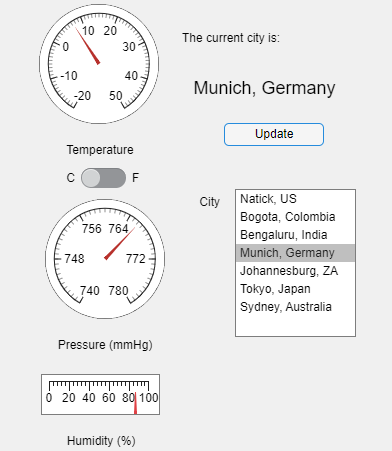 10 20
0 30
-10 40
-20 50
Temperature
C F
The current city is:
Munich, Germany
Update
756 764
748 772
740 780
Pressure (mmHg)
City
Natick, US
Bogota, Colombia
Bengaluru, India
Munich, Germany
Johannesburg, ZA
Tokyo, Japan
Sydney, Australia
0 20 40 60 80 100
Humidity (%)